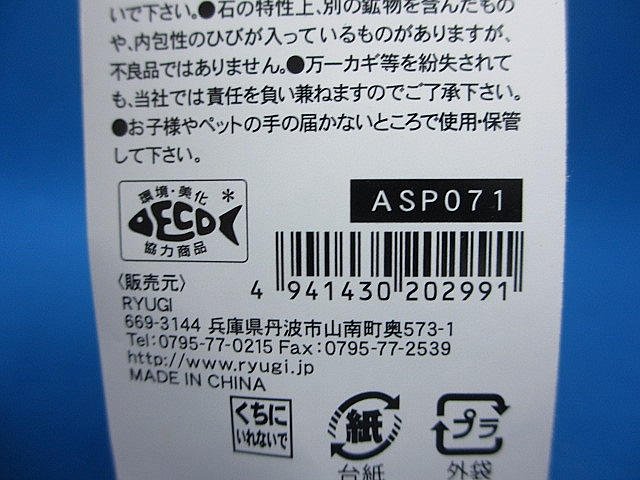 いで下さい。●石の特性上、別の鉱物を含んだもの
や、内包性のひびが入っているものがありますが、
不良品ではありません。●万一カギ等を紛失されて
も、当社では責任を負い兼ねますのでご了承下さい。
●お子様やペットの手の届かないところで使用・保管
して下さい。
環境・美化
DECO
協力商品
ASP071
4 941430 202991
〈販売元〉
RYUGI
669-3144 兵庫県丹波市山南町奥573-1
Tel:0795-77-0215 Fax:0795-77-2539
http://www.ryugi.jp
MADE IN CHINA
くちに
いれないで
紙
台紙
プラ
外袋